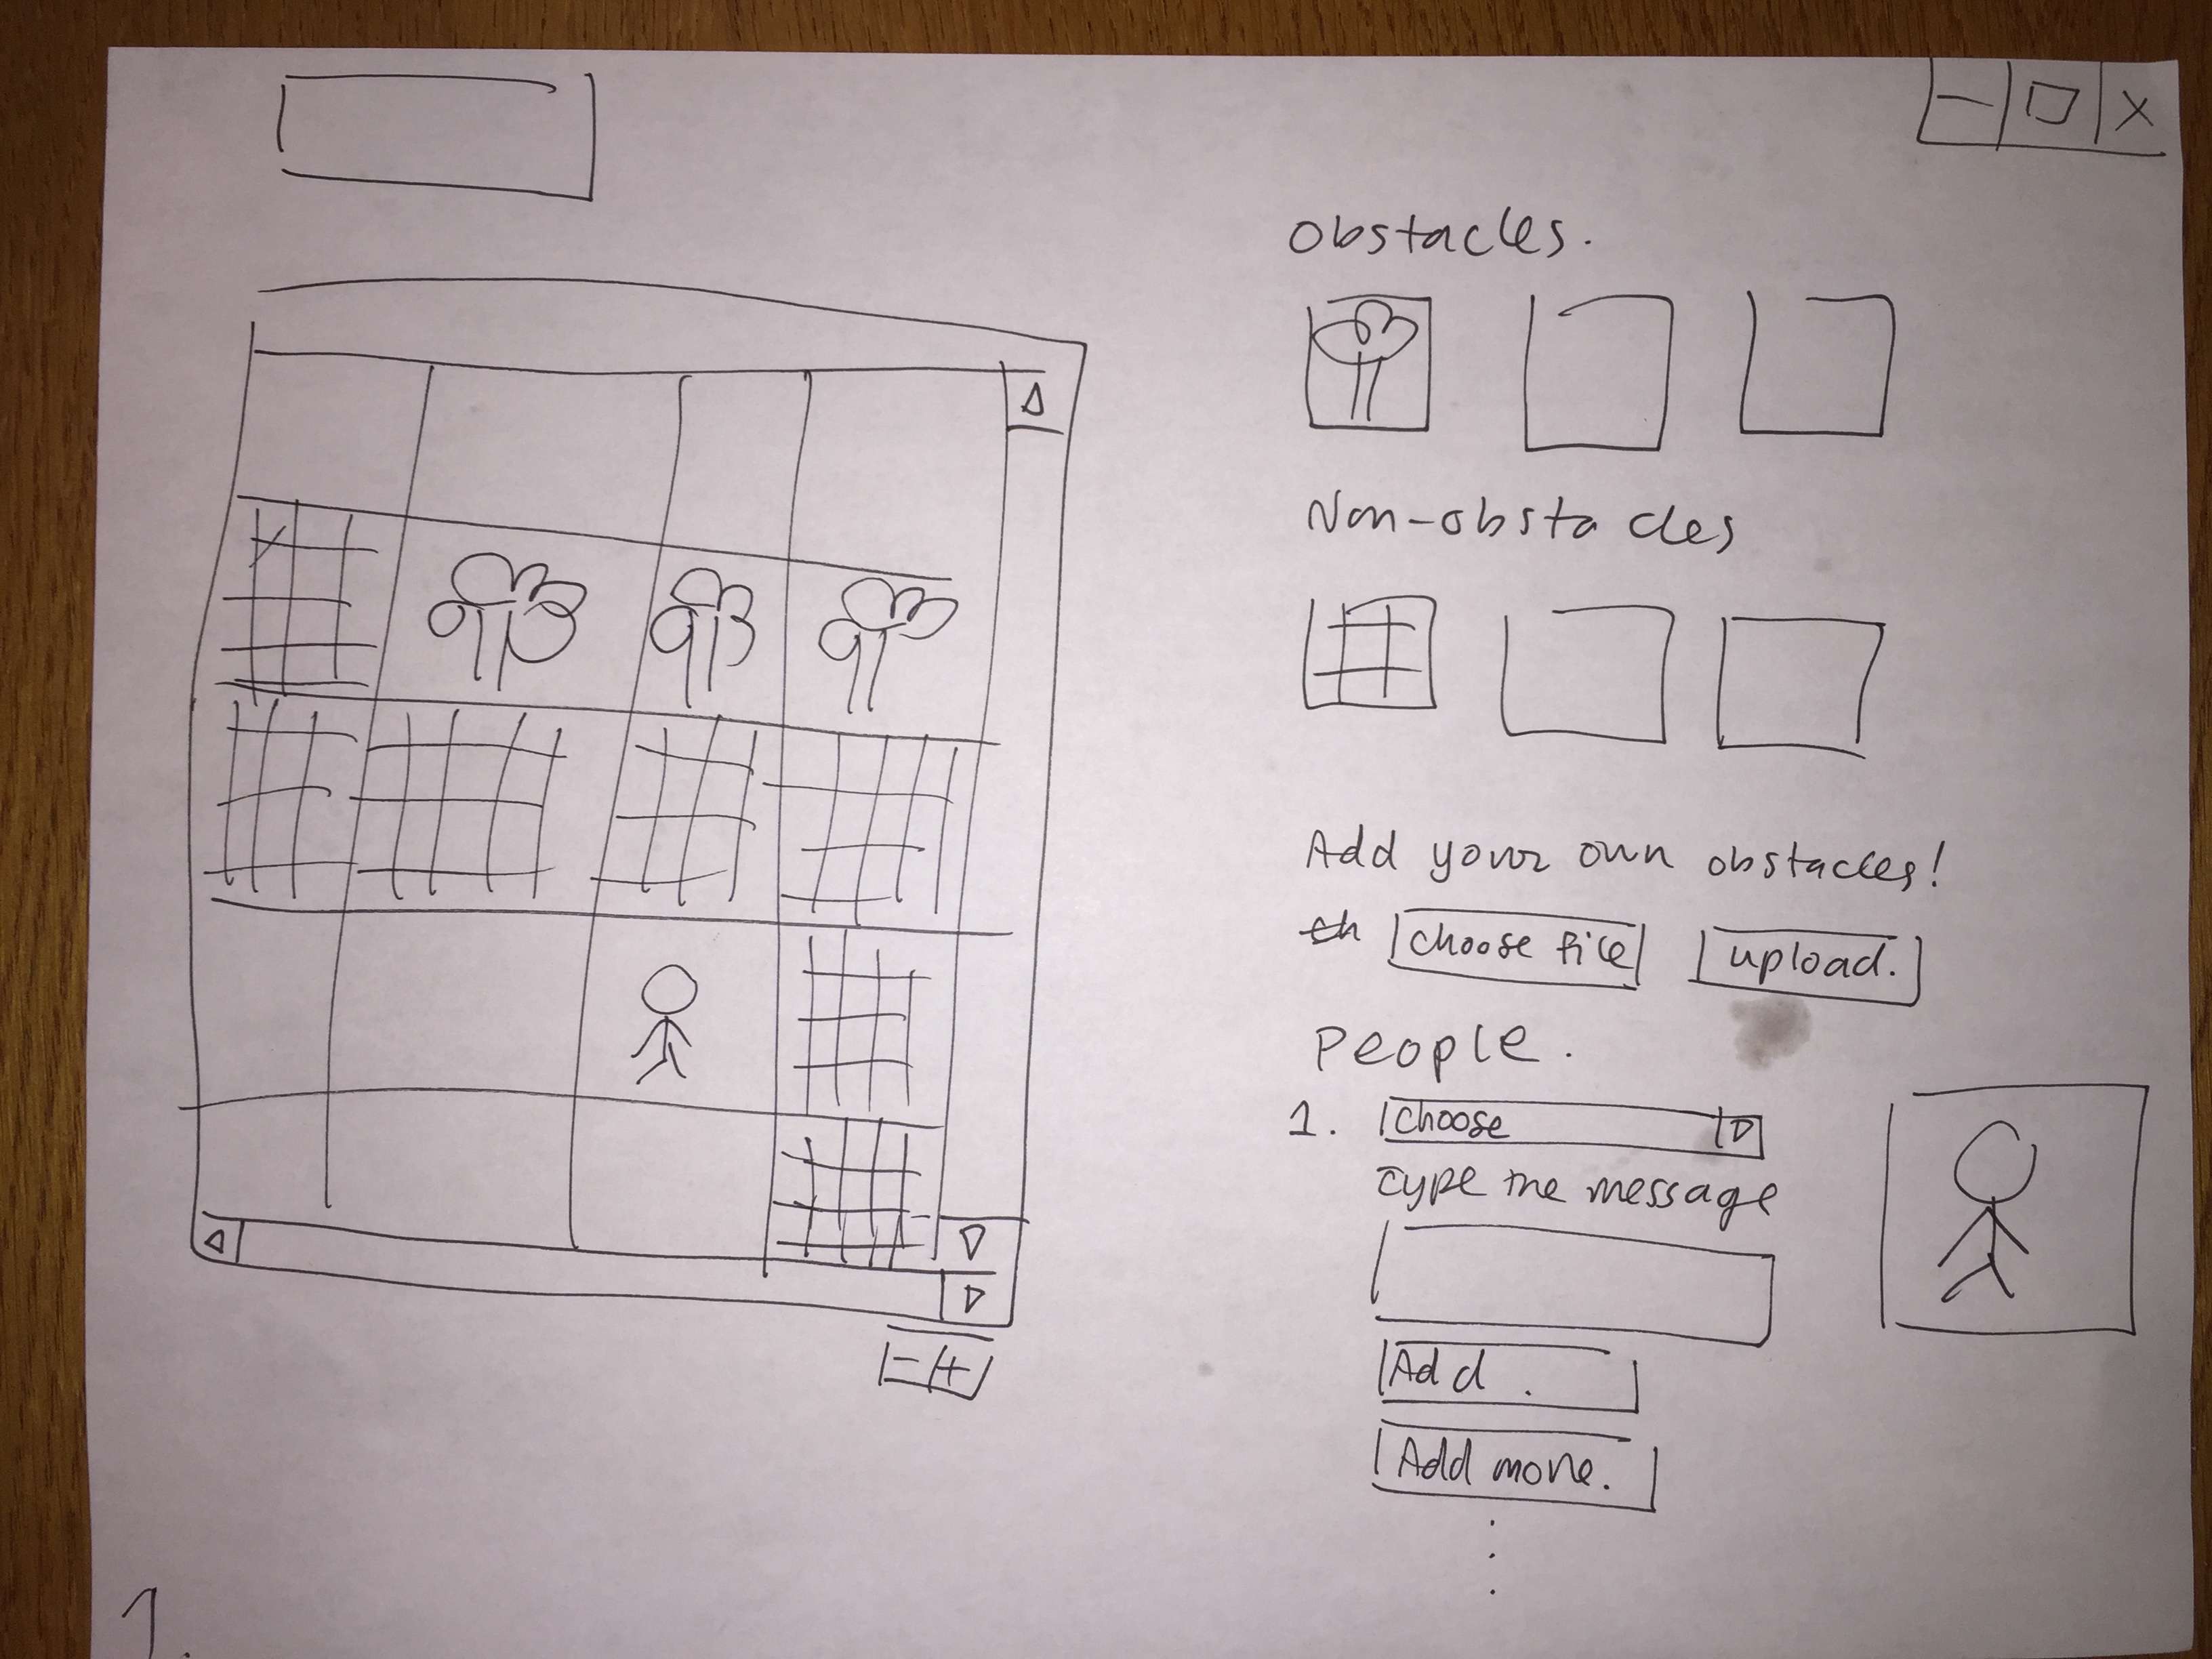 Obstacles.
Non-obstacles
Add your own obstacles!
ch choose file upload.
People.
1. choose
Type the message
Add.
Add more.
1.